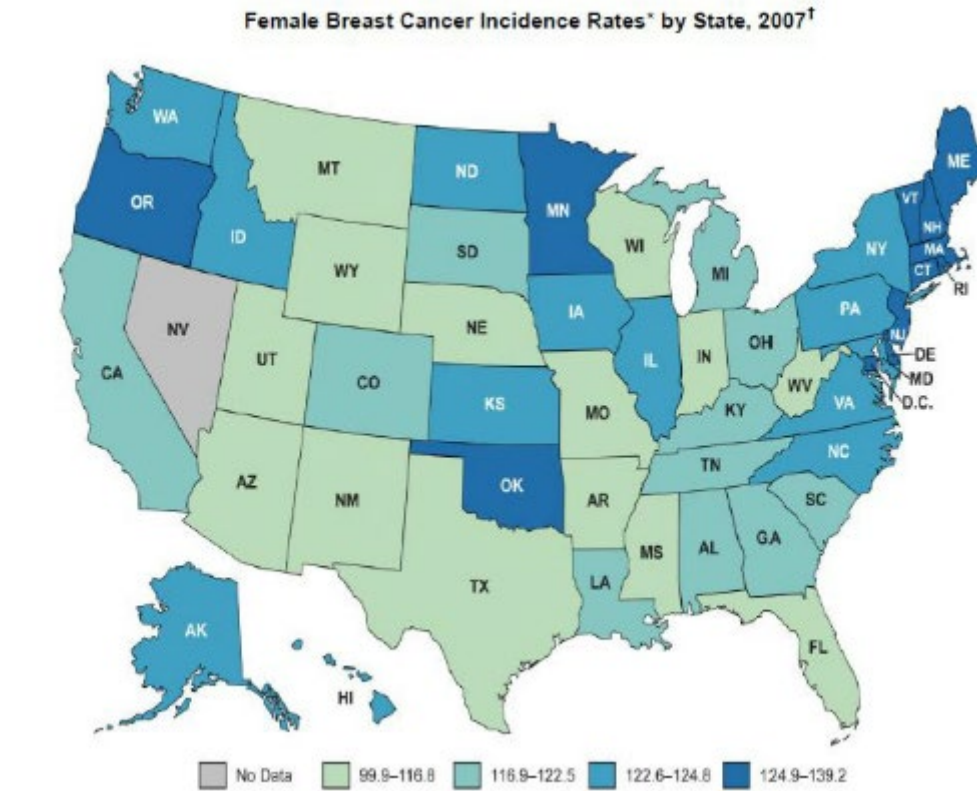 Female Breast Cancer Incidence Rates* by State, 2007†
WA
MT
ND
MN
ME
OR
ID
VT
NH
WI
NY
MA
SD
MI
CT
RI
WY
IA
PA
NV
NE
NJ
UT
IL
IN
OH
DE
CA
CO
MD
WV
KS
D.C.
VA
MO
KY
NC
TN
AZ
OK
NM
AR
SC
MS
AL
GA
TX
LA
AK
FL
HI
No Data
99.9–116.8
116.9–122.5
122.6–124.8
124.9–139.2